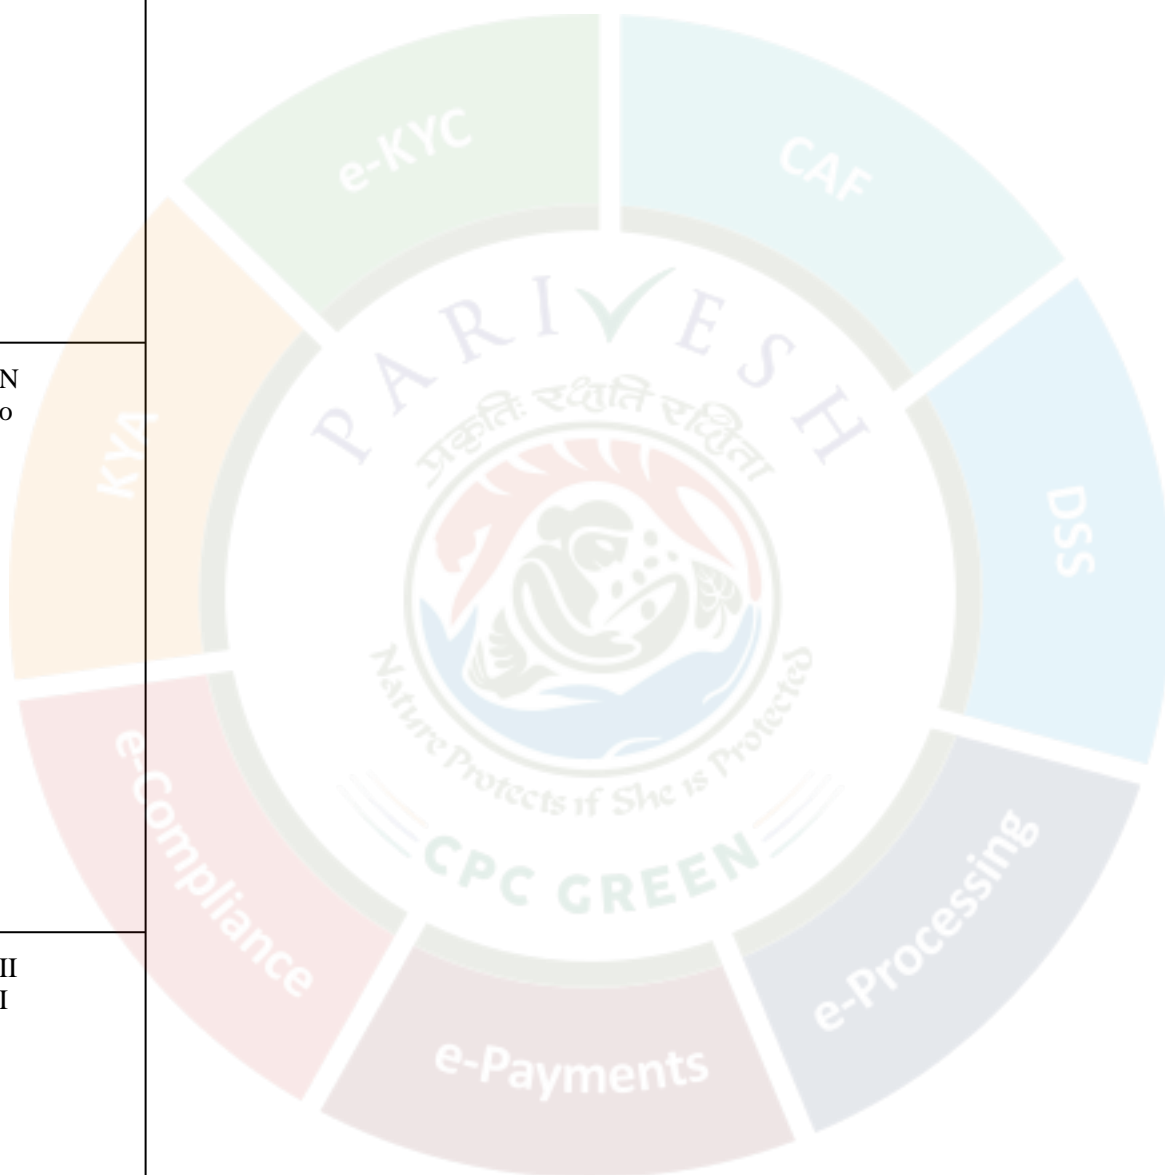 e-KYC
CAF
PARIVESH
प्रकृतिः रक्षति रक्षिता
N
o
KYA
DSS
Nature Protects if She is Protected
e-Compliance
CPC GREEN
e-Processing
II
I
e-Payments